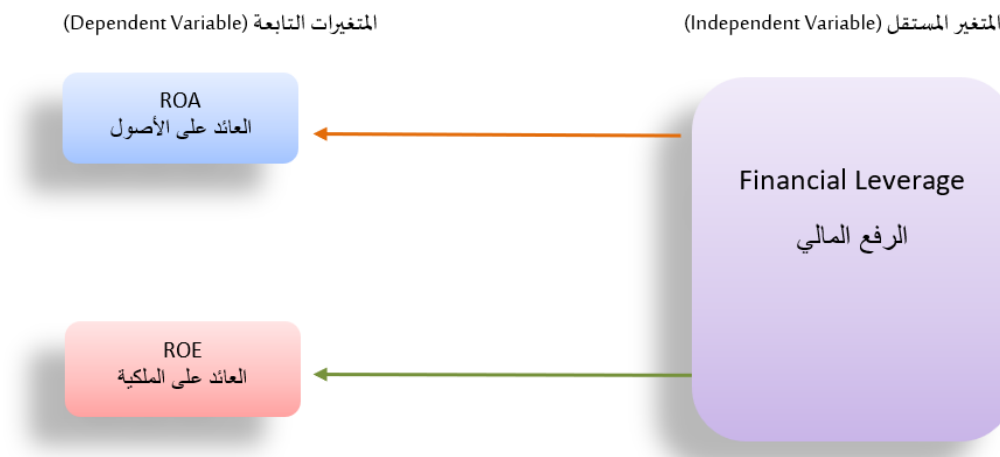 المتغير المستقل (Independent Variable)
المتغيرات التابعة (Dependent Variable)
Financial Leverage
الرفع المالي
ROA
العائد على الأصول
ROE
العائد على الملكية